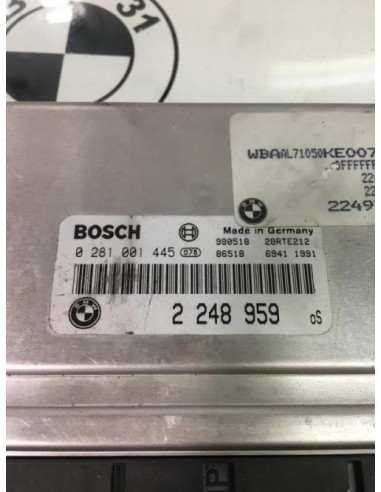 31
WBAAL71050KE007
FFFFFF
22
22
2249
BOSCH
Made in Germany
980518 28RTE212
0 281 001 445 078
86518 6941 1991
2 248 959 oS
P